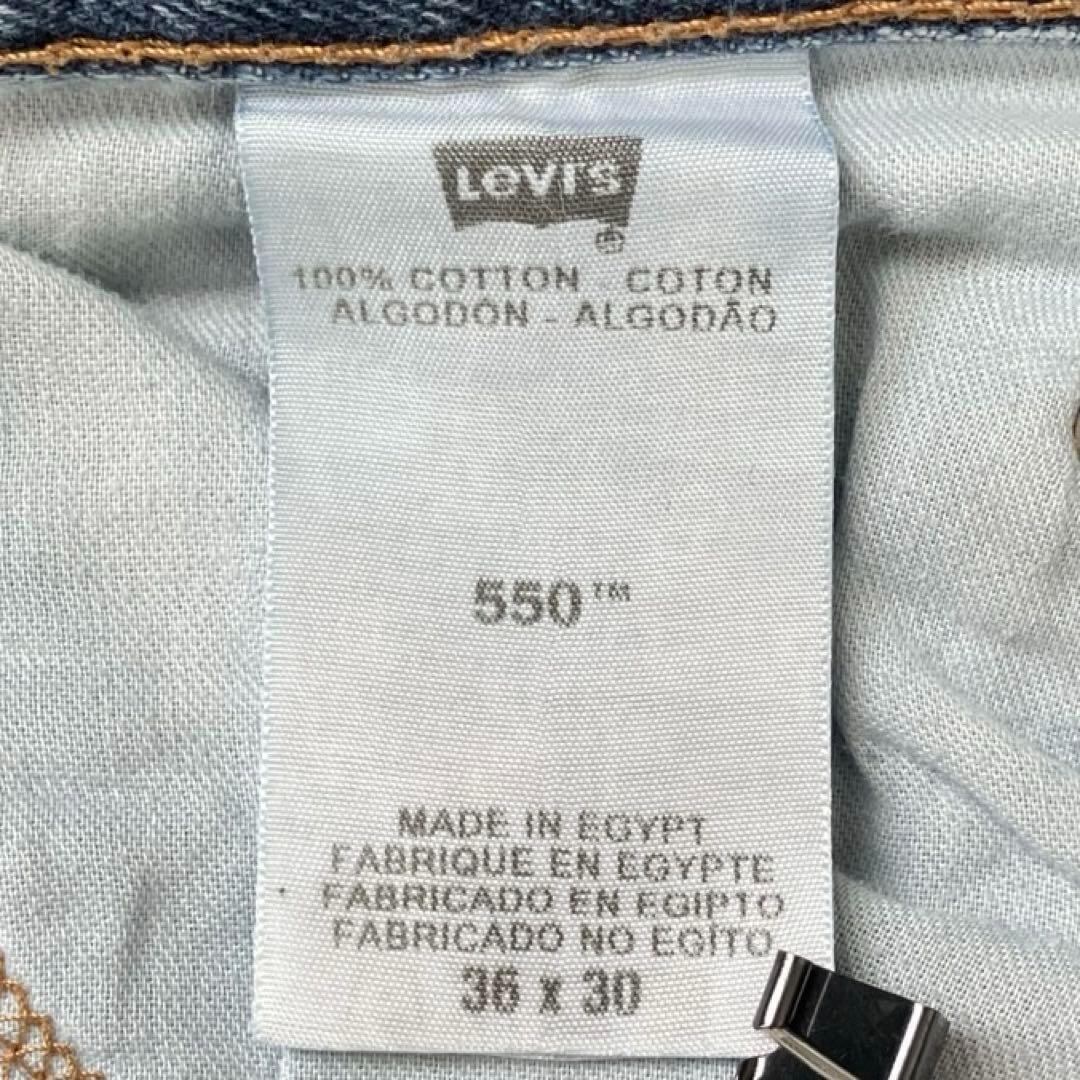 LEVI'S
®
100% COTTON - COTON
ALGODÓN - ALGODÃO
550™
MADE IN EGYPT
FABRIQUE EN EGYPTE
FABRICADO EN EGIPTO
FABRICADO NO EGITO
36 x 30